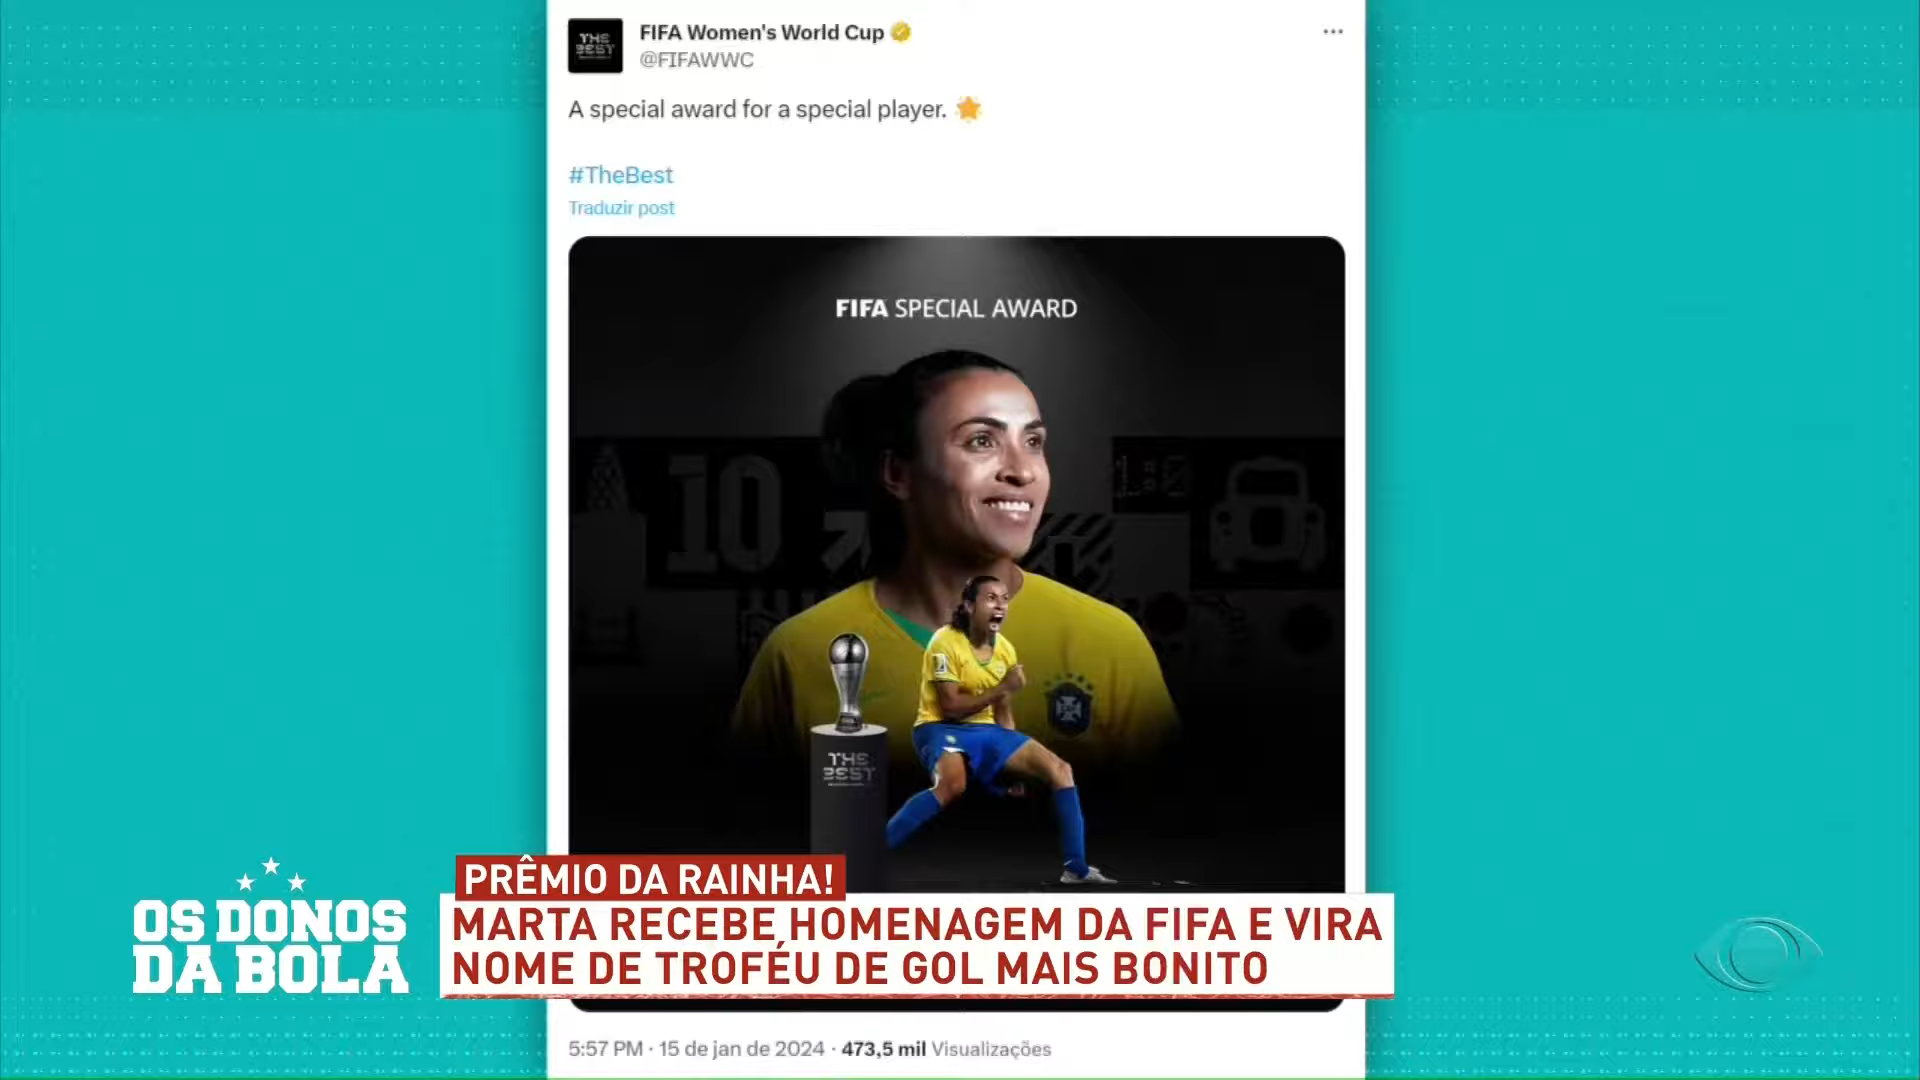 THE
BEST
FIFA Women's World Cup
@FIFAWWC
A special award for a special player.
#TheBest
Traduzir post
FIFA SPECIAL AWARD
10
THE
BEST
PRÊMIO DA RAINHA!
MARTA RECEBE HOMENAGEM DA FIFA E VIRA
NOME DE TROFÉU DE GOL MAIS BONITO
OS DONOS
DA BOLA
5:57 PM · 15 de jan de 2024 · 473,5 mil Visualizações